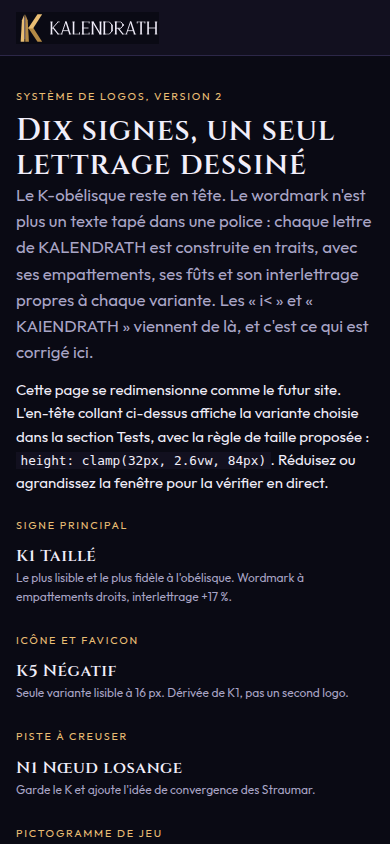 KALENDRATH
SYSTÈME DE LOGOS, VERSION 2
Dix signes, un seul
lettrage dessiné
Le K-obélisque reste en tête. Le wordmark n'est
plus un texte tapé dans une police : chaque lettre
de KALENDRATH est construite en traits, avec
ses empattements, ses fûts et son interlettrage
propres à chaque variante. Les « i< » et «
KAIENDRATH » viennent de là, et c'est ce qui est
corrigé ici.
Cette page se redimensionne comme le futur site.
L'en-tête collant ci-dessus affiche la variante choisie
dans la section Tests, avec la règle de taille proposée :
height: clamp(32px, 2.6vw, 84px). Réduisez ou
agrandissez la fenêtre pour la vérifier en direct.
SIGNE PRINCIPAL
K1 Taillé
Le plus lisible et le plus fidèle à l'obélisque. Wordmark à
empattements droits, interlettrage +17 %.
ICÔNE ET FAVICON
K5 Négatif
Seule variante lisible à 16 px. Dérivée de K1, pas un second logo.
PISTE À CREUSER
N1 Nœud losange
Garde le K et ajoute l'idée de convergence des Straumar.
PICTOGRAMME DE JEU